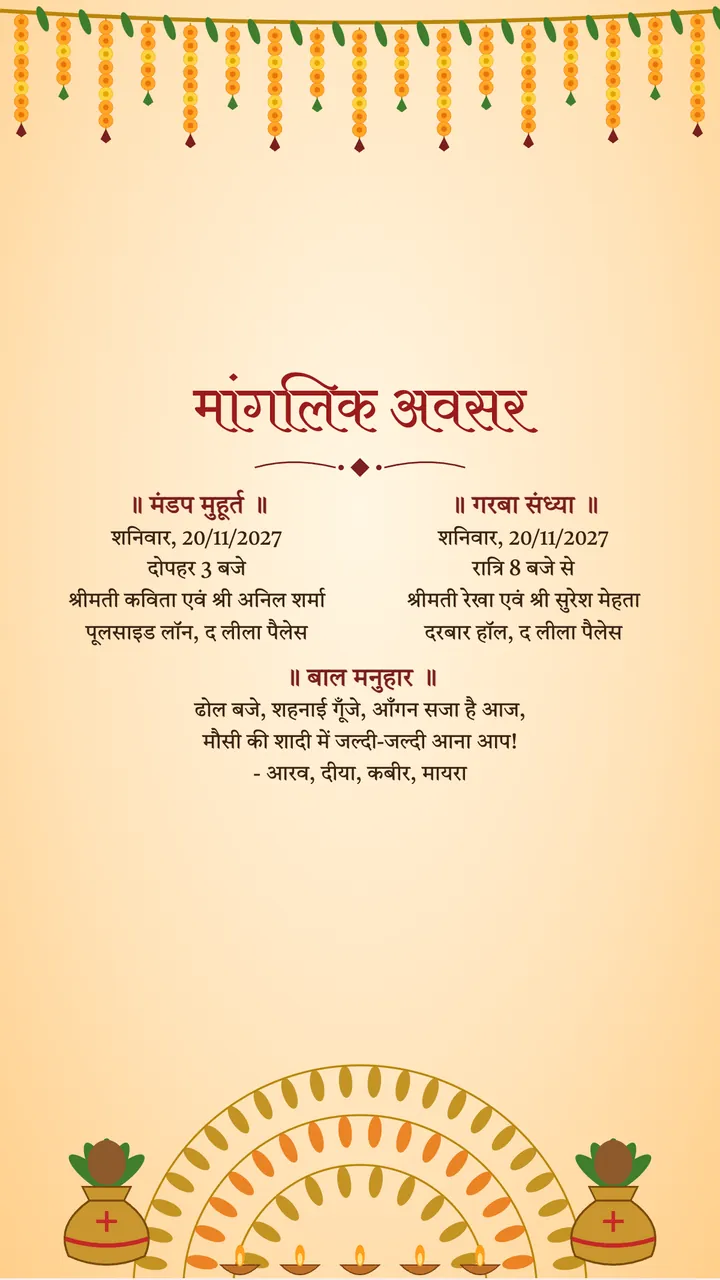 मांगलिक अवसर
॥ मंडप मुहूर्त ॥
शनिवार, 20/11/2027
दोपहर 3 बजे
श्रीमती कविता एवं श्री अनिल शर्मा
पूलसाइड लॉन, द लीला पैलेस
॥ गरबा संध्या ॥
शनिवार, 20/11/2027
रात्रि 8 बजे से
श्रीमती रेखा एवं श्री सुरेश मेहता
दरबार हॉल, द लीला पैलेस
॥ बाल मनुहार ॥
ढोल बजे, शहनाई गूँजे, आँगन सजा है आज,
मौसी की शादी में जल्दी-जल्दी आना आप!
- आरव, दीया, कबीर, मायरा